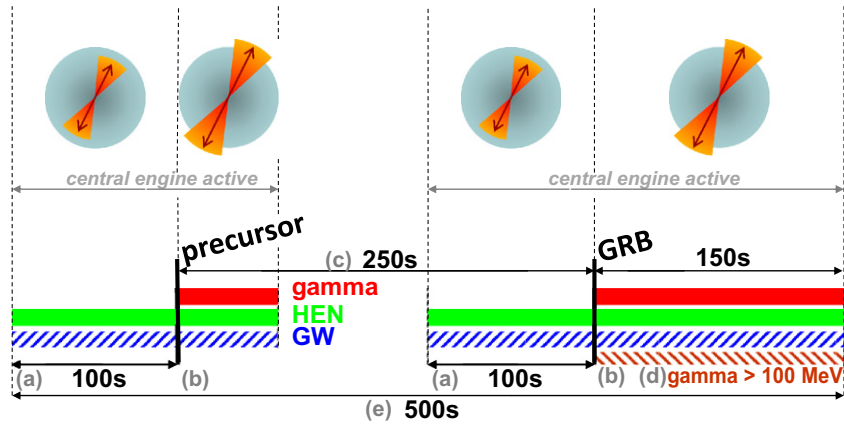 central engine active
central engine active
precursor
GRB
(c) 250s
150s
gamma
HEN
GW
(a) 100s
(b)
(a) 100s
(b) (d) gamma > 100 MeV
(e) 500s